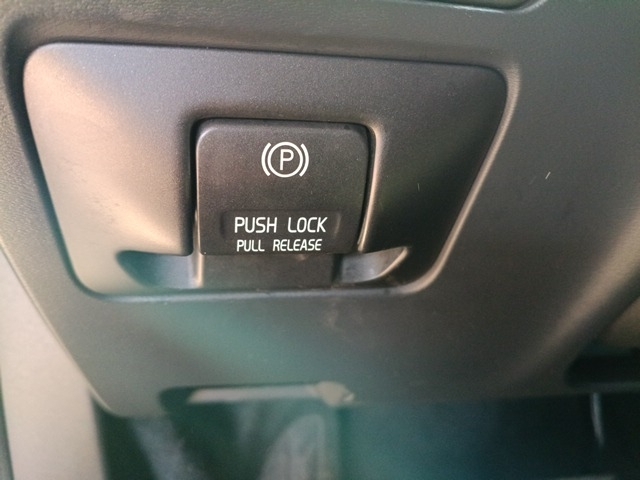 (P)
PUSH LOCK
PULL RELEASE